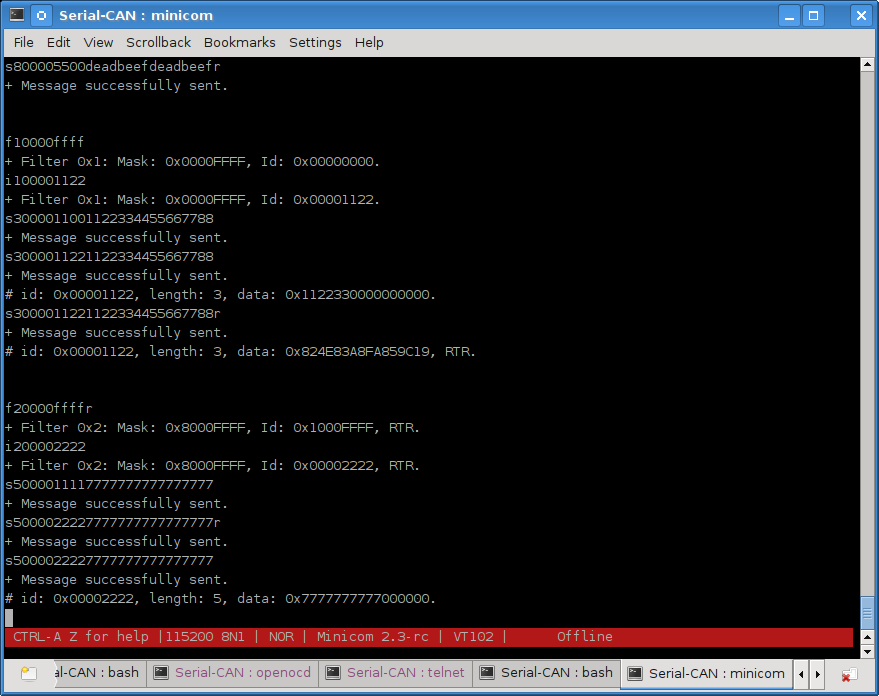 Serial-CAN : minicom
File Edit View Scrollback Bookmarks Settings Help
s800005500deadbeefdeadbeefr
+ Message successfully sent.
f10000ffff
+ Filter 0x1: Mask: 0x0000FFFF, Id: 0x00000000.
i100001122
+ Filter 0x1: Mask: 0x0000FFFF, Id: 0x00001122.
s3000011001122334455667788
+ Message successfully sent.
s3000011221122334455667788
+ Message successfully sent.
# id: 0x00001122, length: 3, data: 0x1122330000000000.
s3000011221122334455667788r
+ Message successfully sent.
# id: 0x00001122, length: 3, data: 0x824E83A8FA859C19, RTR.
f20000ffffr
+ Filter 0x2: Mask: 0x8000FFFF, Id: 0x1000FFFF, RTR.
i200002222
+ Filter 0x2: Mask: 0x8000FFFF, Id: 0x00002222, RTR.
s5000011117777777777777777
+ Message successfully sent.
s5000022227777777777777777r
+ Message successfully sent.
s5000022227777777777777777
+ Message successfully sent.
# id: 0x00002222, length: 5, data: 0x7777777777000000.
CTRL-A Z for help |115200 8N1 | NOR | Minicom 2.3-rc | VT102 | Offline
al-CAN : bash Serial-CAN : openocd Serial-CAN : telnet Serial-CAN : bash Serial-CAN : minicom